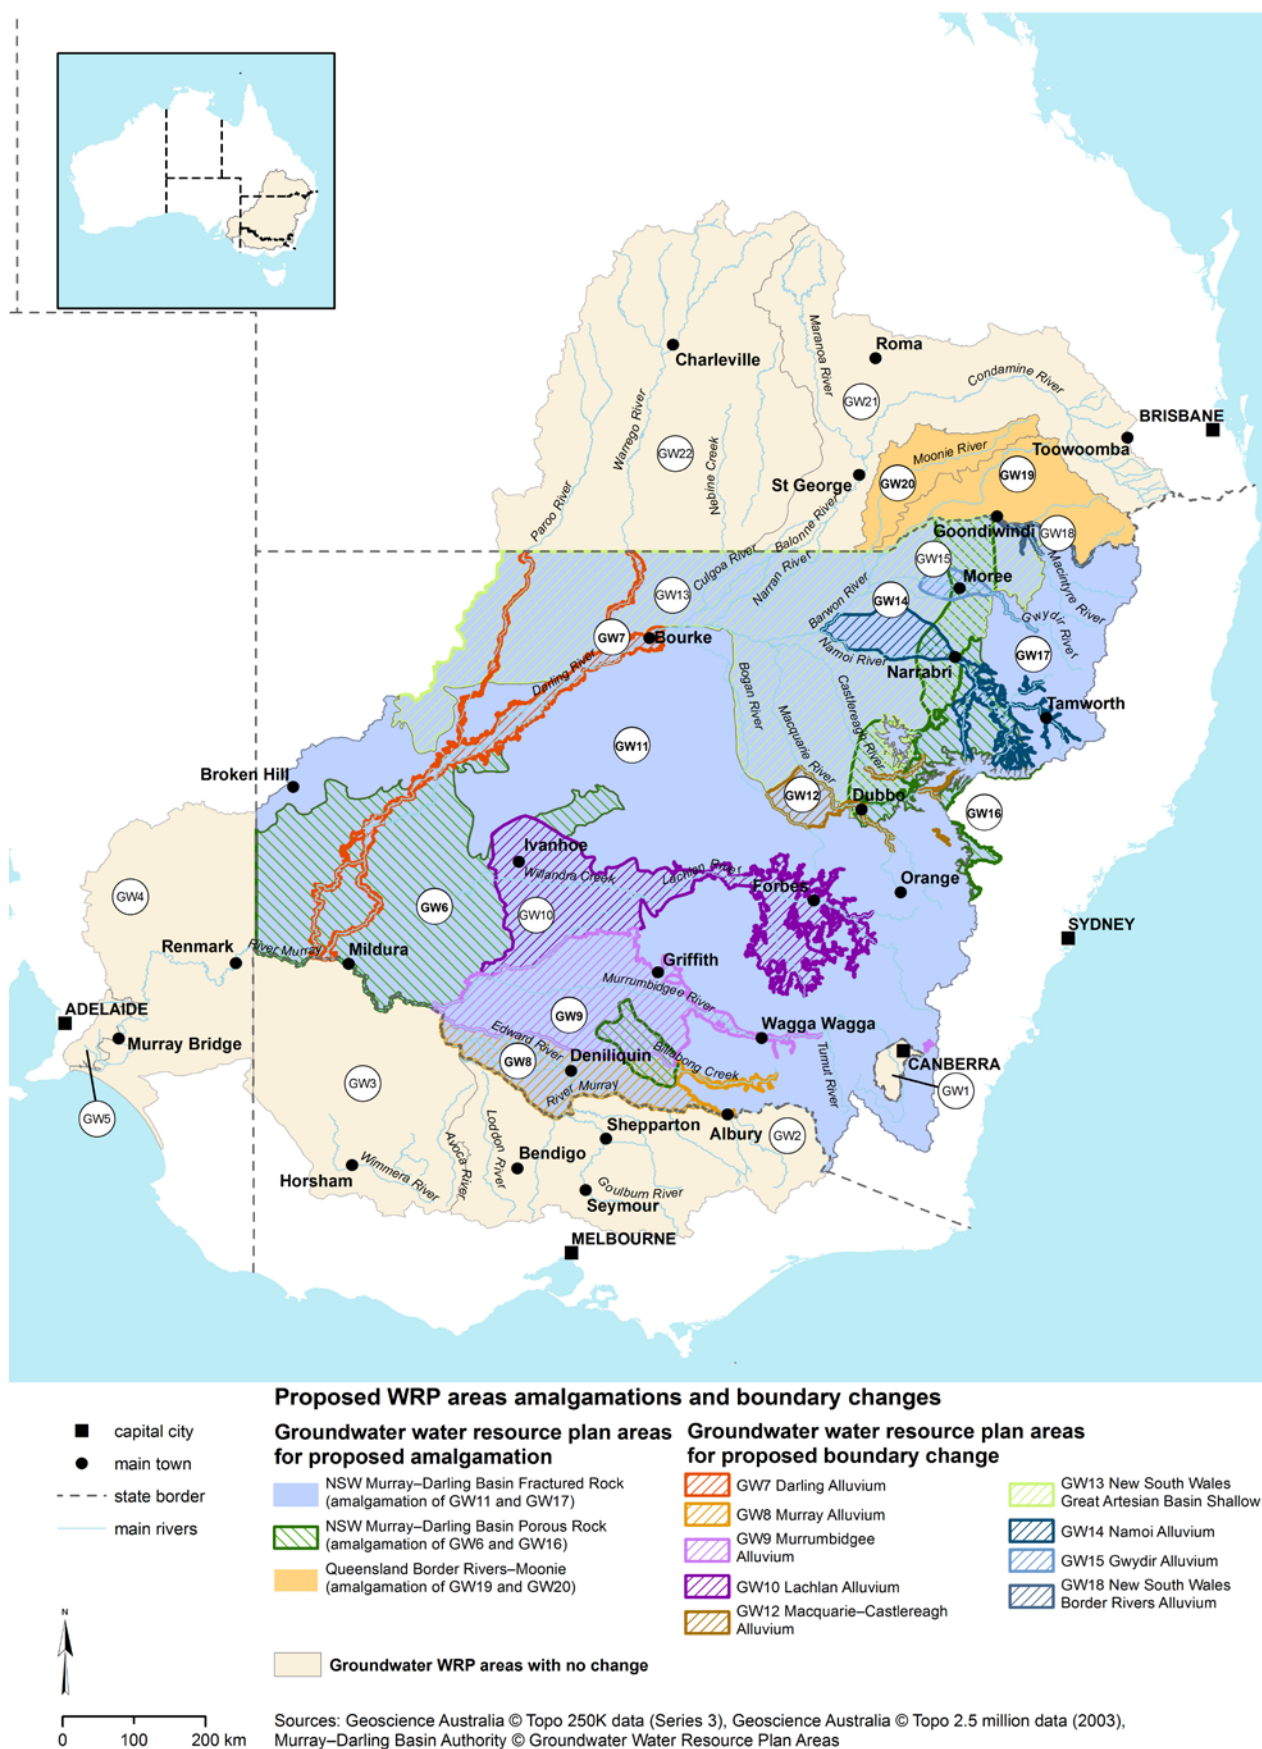 Charleville
Roma
Maranoa River
Condamine River
GW21
BRISBANE
Warrego River
GW22
Nebine Creek
Moonie River
Toowoomba
GW19
St George
GW20
Paroo River
Balonne River
Goondiwindi
GW18
Culgoa River
Narran River
GW15
Moree
Macintyre River
GW13
Barwon River
GW14
Gwydir River
GW7
Bourke
Namoi River
GW17
Darling River
Narrabri
Bogan River
Castlereagh River
Tamworth
Macquarie River
GW11
Broken Hill
GW12
Dubbo
GW16
Ivanhoe
Willandra Creek
Lachlan River
Forbes
Orange
GW4
GW6
GW10
SYDNEY
Renmark
River Murray
Mildura
Griffith
Murrumbidgee River
ADELAIDE
GW9
Wagga Wagga
Murray Bridge
Edward River
GW8
Deniliquin
Billabong Creek
Tumut River
CANBERRA
GW3
River Murray
GW1
GW5
Loddon River
Shepparton
Albury
GW2
Avoca River
Bendigo
Horsham
Wimmera River
Goulburn River
Seymour
MELBOURNE
Proposed WRP areas amalgamations and boundary changes
capital city
main town
state border
main rivers
Groundwater water resource plan areas
for proposed amalgamation
NSW Murray–Darling Basin Fractured Rock
(amalgamation of GW11 and GW17)
NSW Murray–Darling Basin Porous Rock
(amalgamation of GW6 and GW16)
Queensland Border Rivers–Moonie
(amalgamation of GW19 and GW20)
Groundwater water resource plan areas
for proposed boundary change
GW7 Darling Alluvium
GW8 Murray Alluvium
GW9 Murrumbidgee
Alluvium
GW10 Lachlan Alluvium
GW12 Macquarie–Castlereagh
Alluvium
GW13 New South Wales
Great Artesian Basin Shallow
GW14 Namoi Alluvium
GW15 Gwydir Alluvium
GW18 New South Wales
Border Rivers Alluvium
Groundwater WRP areas with no change
N
0 100 200 km
Sources: Geoscience Australia © Topo 250K data (Series 3), Geoscience Australia © Topo 2.5 million data (2003),
Murray–Darling Basin Authority © Groundwater Water Resource Plan Areas